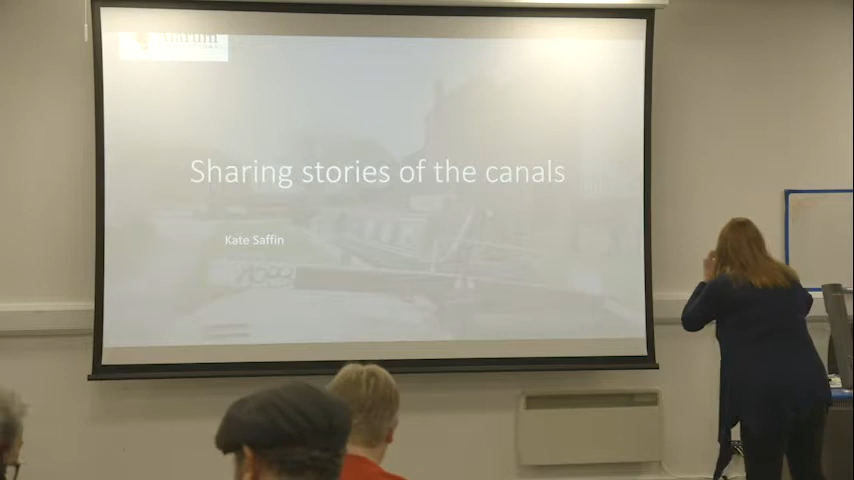 Sharing stories of the canals
Kate Saffin